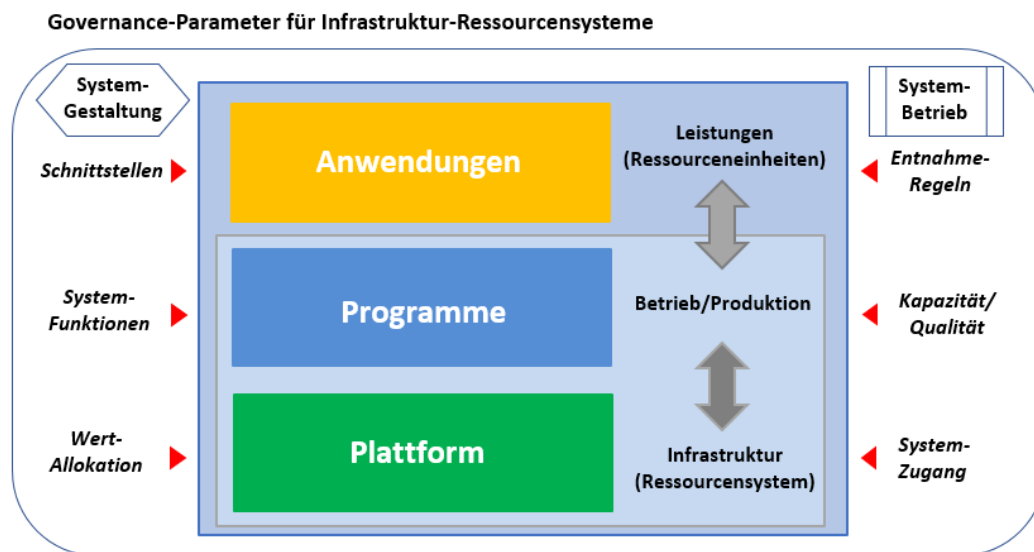 Governance-Parameter für Infrastruktur-Ressourcensysteme
System-
Gestaltung
System-
Betrieb
Schnittstellen
Anwendungen
Leistungen
(Ressourceneinheiten)
Entnahme-
Regeln
System-
Funktionen
Programme
Betrieb/Produktion
Kapazität/
Qualität
Wert-
Allokation
Plattform
Infrastruktur
(Ressourcensystem)
System-
Zugang